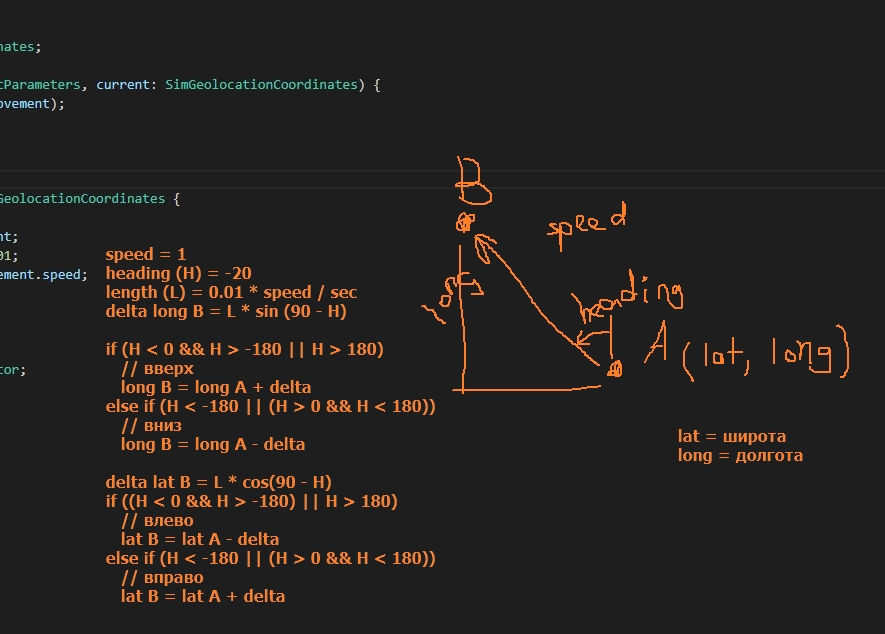 nates;
tParameters, current: SimGeolocationCoordinates) {
ovement);
GeolocationCoordinates {
nt;
01;
ement.speed;
tor;
speed = 1
heading (H) = -20
length (L) = 0.01 * speed / sec
delta long B = L * sin (90 - H)
if (H < 0 && H > -180 || H > 180)
// вверх
long B = long A + delta
else if (H < -180 || (H > 0 && H < 180))
// вниз
long B = long A - delta
delta lat B = L * cos(90 - H)
if ((H < 0 && H > -180) || H > 180)
// влево
lat B = lat A - delta
else if (H < -180 || (H > 0 && H < 180))
// вправо
lat B = lat A + delta
B
speed
long
heading
A (lat, long)
lat = широта
long = долгота